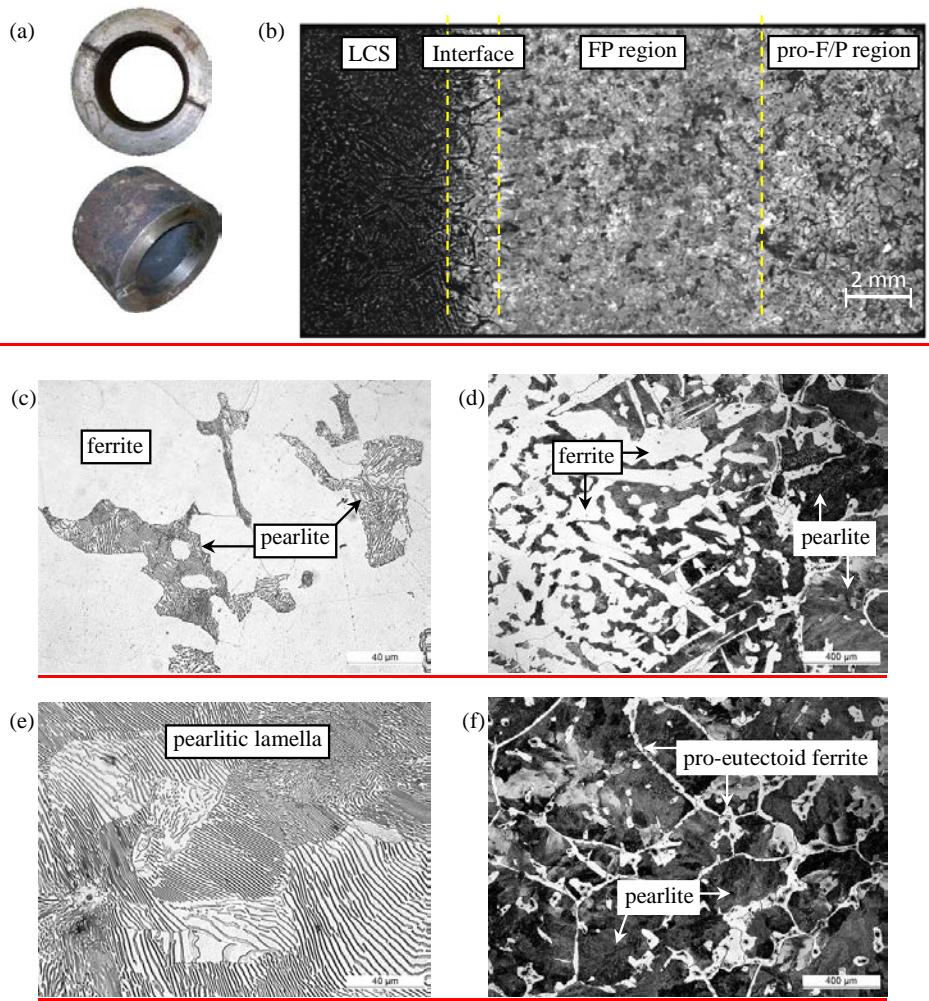 (a)
(b)
LCS
Interface
FP region
pro-F/P region
2 mm
(c)
ferrite
pearlite
40 µm
(d)
ferrite
pearlite
400 µm
(e)
pearlitic lamella
40 µm
(f)
pro-eutectoid ferrite
pearlite
400 µm